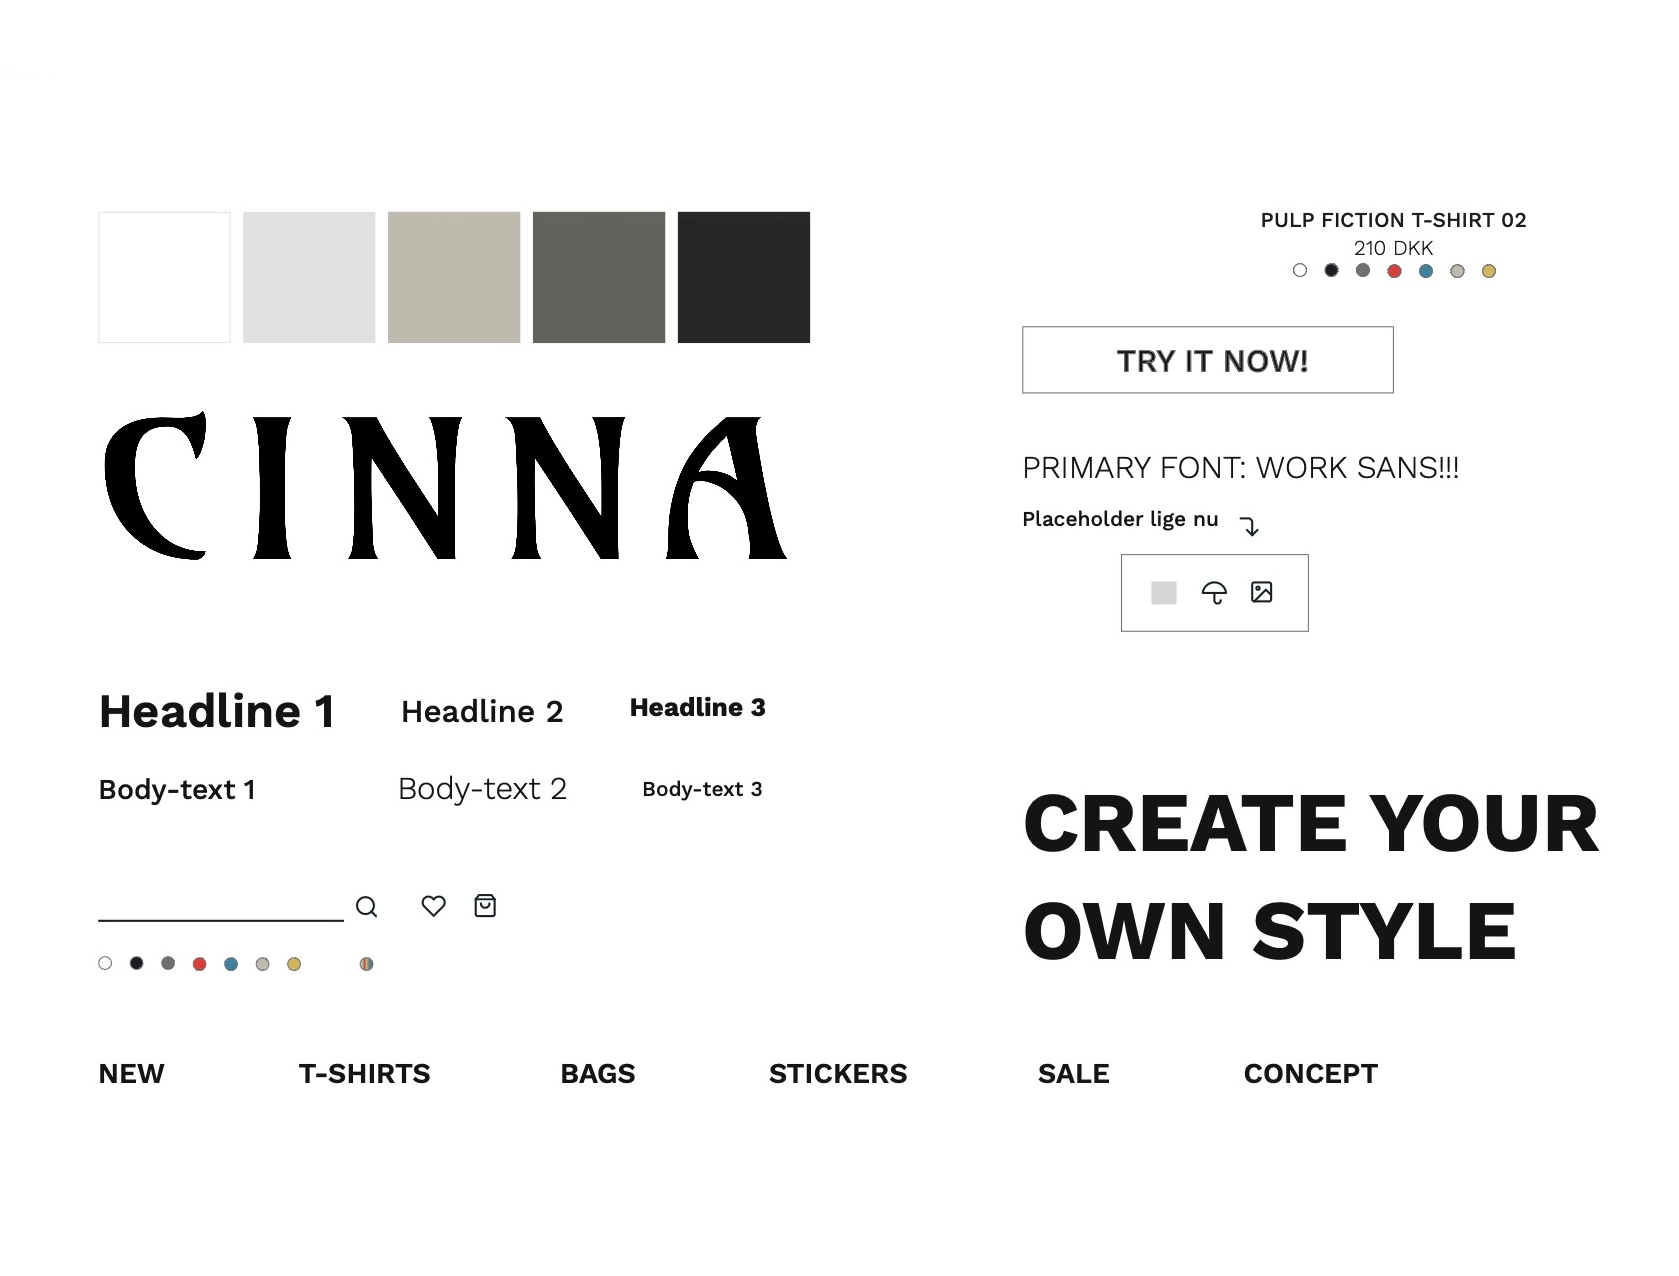 PULP FICTION T-SHIRT 02
210 DKK
TRY IT NOW!
CINNA
PRIMARY FONT: WORK SANS!!!
Placeholder lige nu
Headline 1
Headline 2
Headline 3
Body-text 1
Body-text 2
Body-text 3
CREATE YOUR
OWN STYLE
NEW
T-SHIRTS
BAGS
STICKERS
SALE
CONCEPT